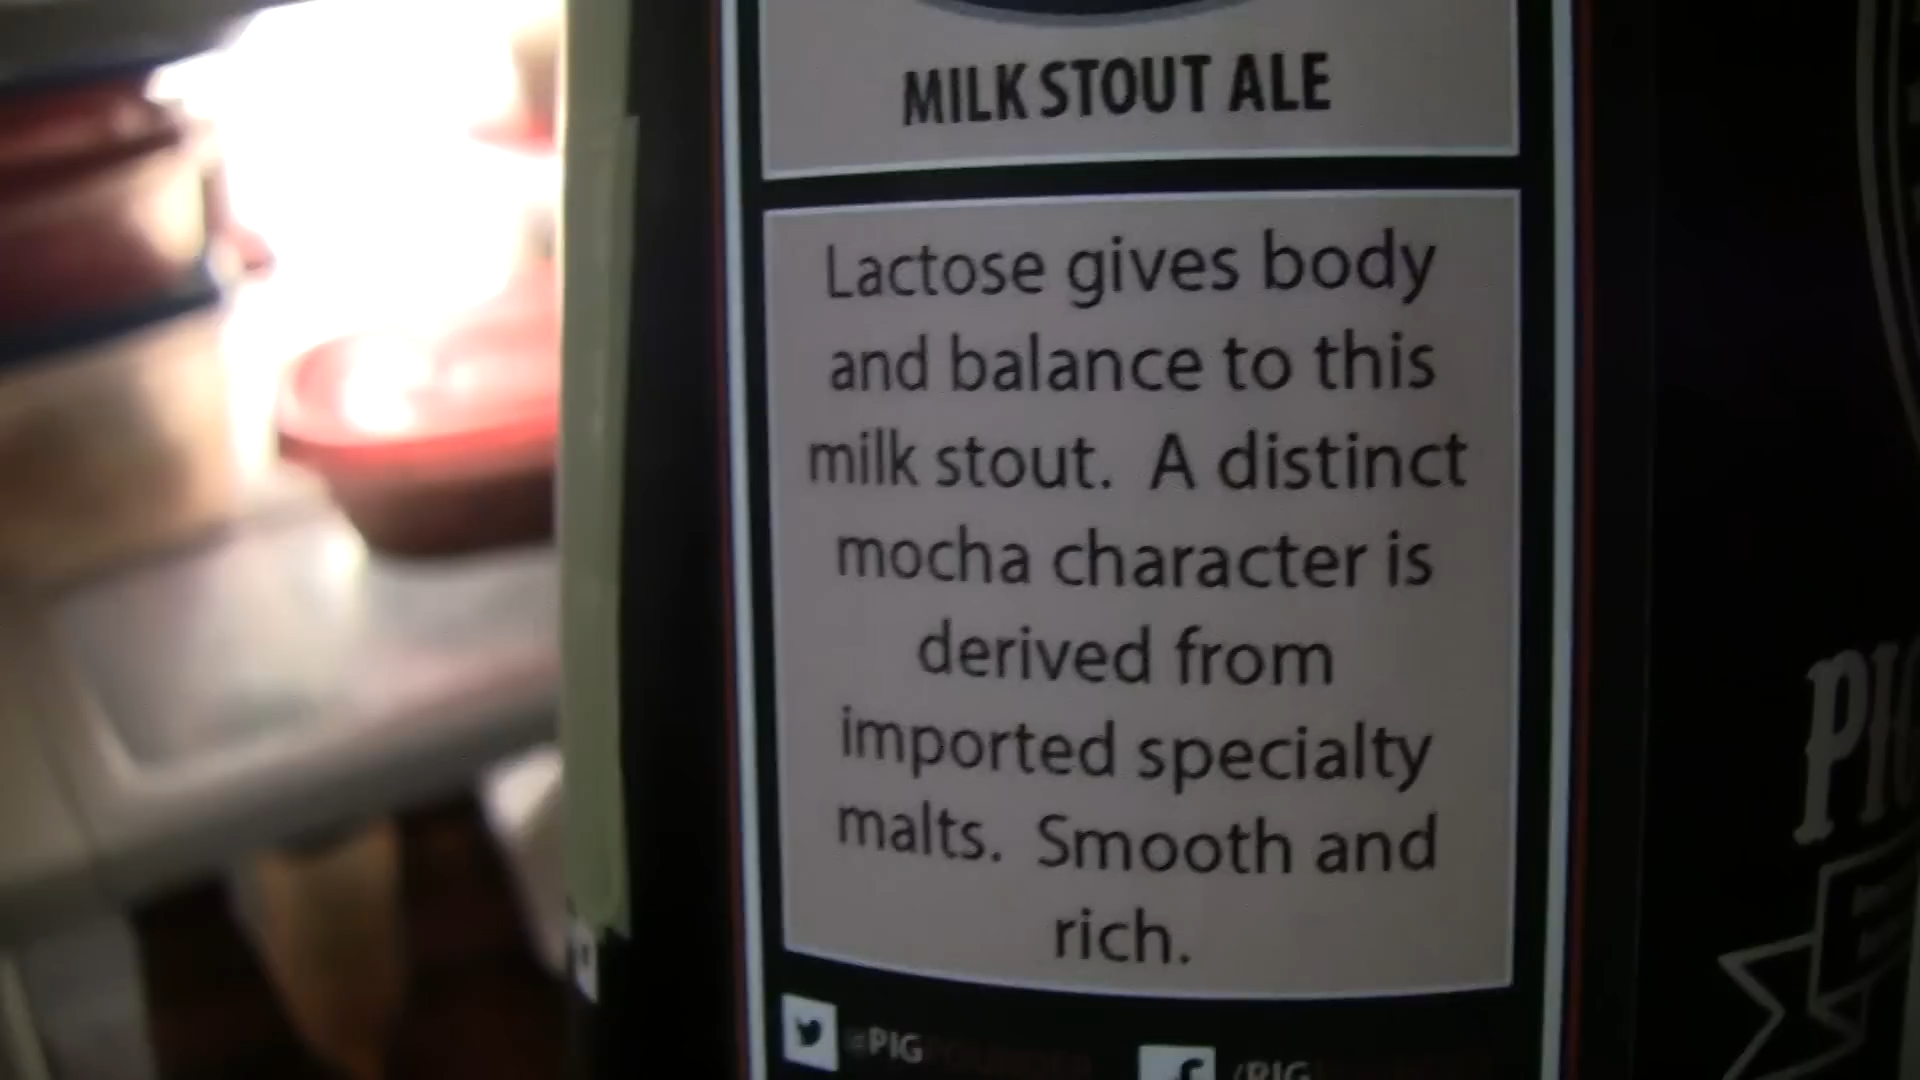 MILK STOUT ALE
Lactose gives body
and balance to this
milk stout. A distinct
mocha character is
derived from
imported specialty
malts. Smooth and
rich.
@PIG
/PIG
PIG